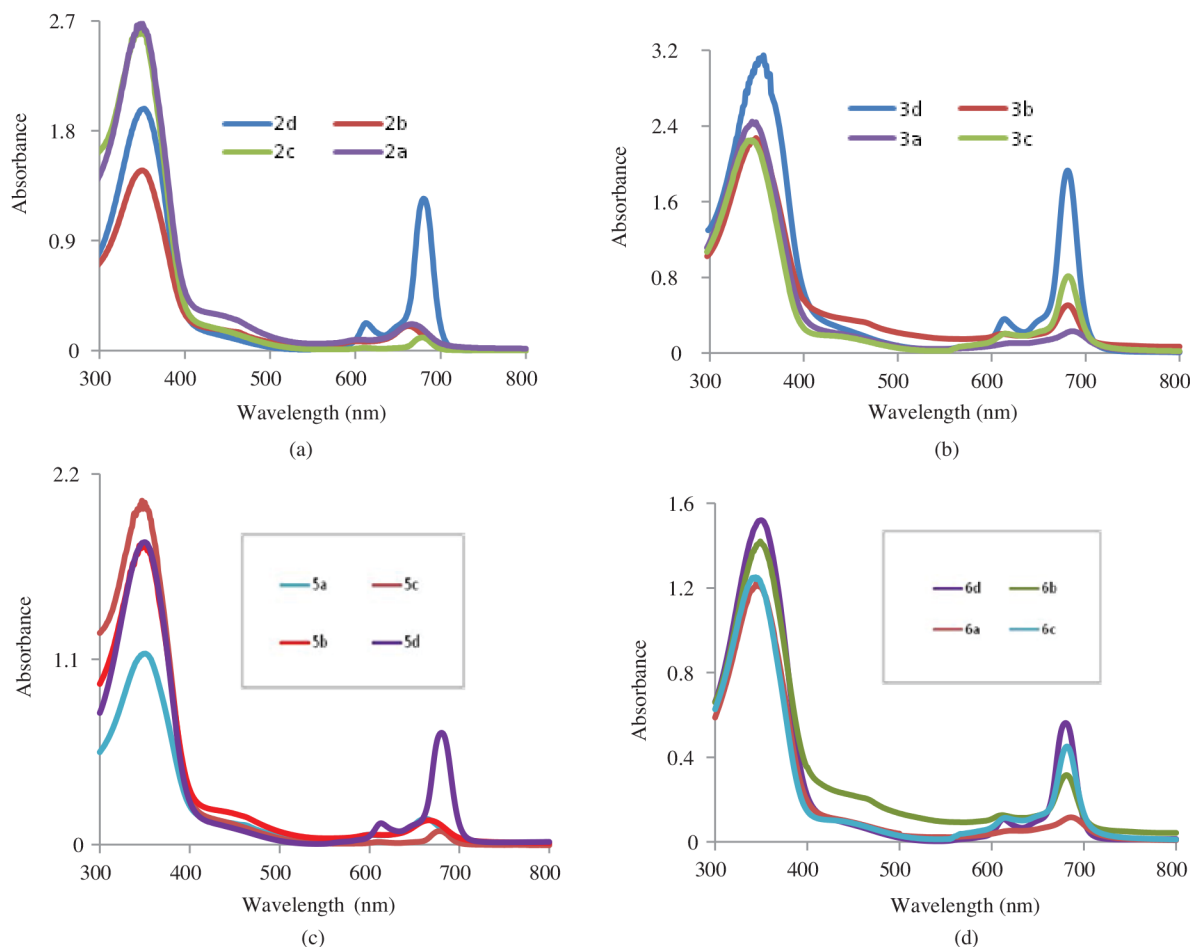 2.7
1.8
0.9
0
Absorbance
2d 2b
2c 2a
300 400 500 600 700 800
Wavelength (nm)
(a)
3.2
2.4
1.6
0.8
0
Absorbance
3d 3b
3a 3c
300 400 500 600 700 800
Wavelength (nm)
(b)
2.2
1.1
0
Absorbance
5a 5c
5b 5d
300 400 500 600 700 800
Wavelength (nm)
(c)
1.6
1.2
0.8
0.4
0
Absorbance
6d 6b
6a 6c
300 400 500 600 700 800
Wavelength (nm)
(d)